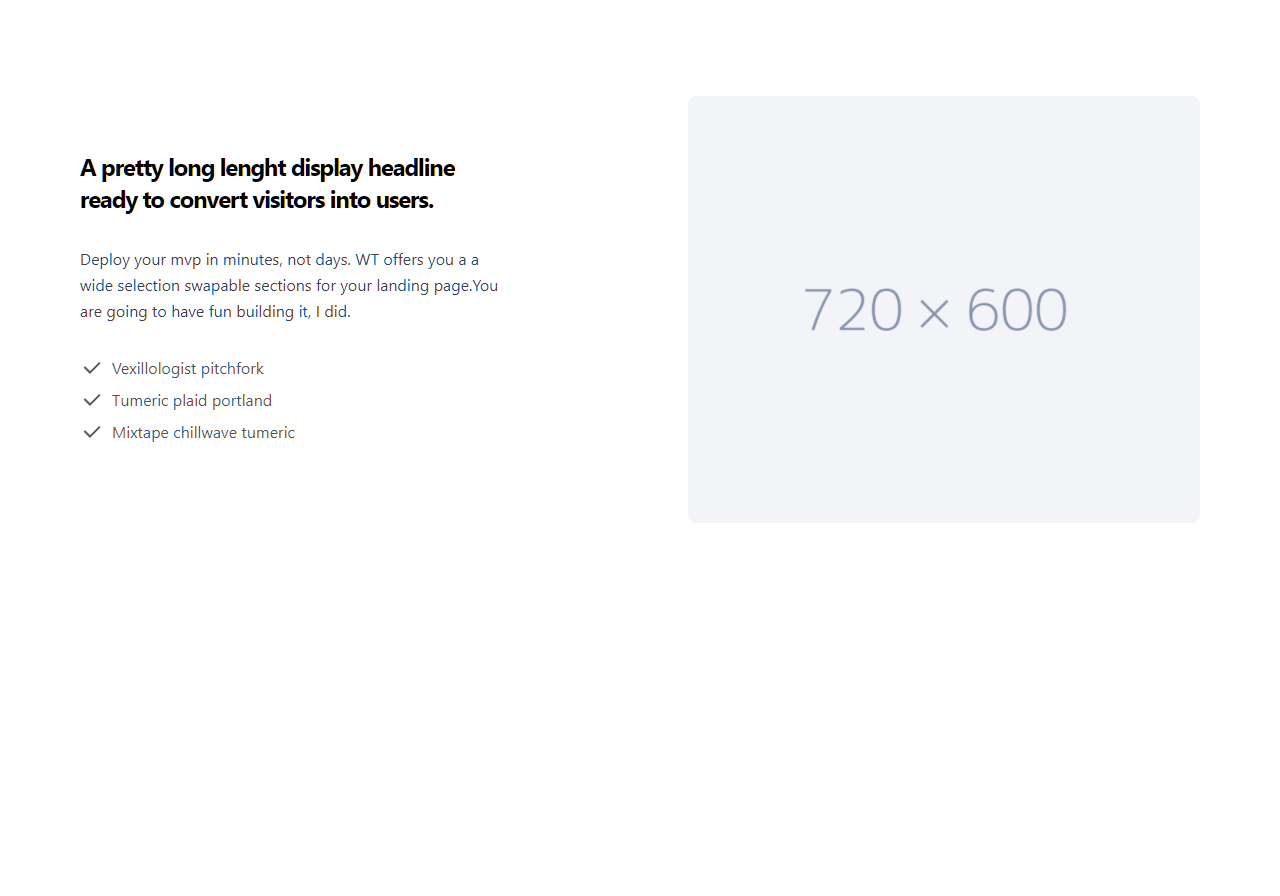 A pretty long lenght display headline
ready to convert visitors into users.
Deploy your mvp in minutes, not days. WT offers you a a
wide selection swapable sections for your landing page.You
are going to have fun building it, I did.
Vexillologist pitchfork
Tumeric plaid portland
Mixtape chillwave tumeric
720 × 600